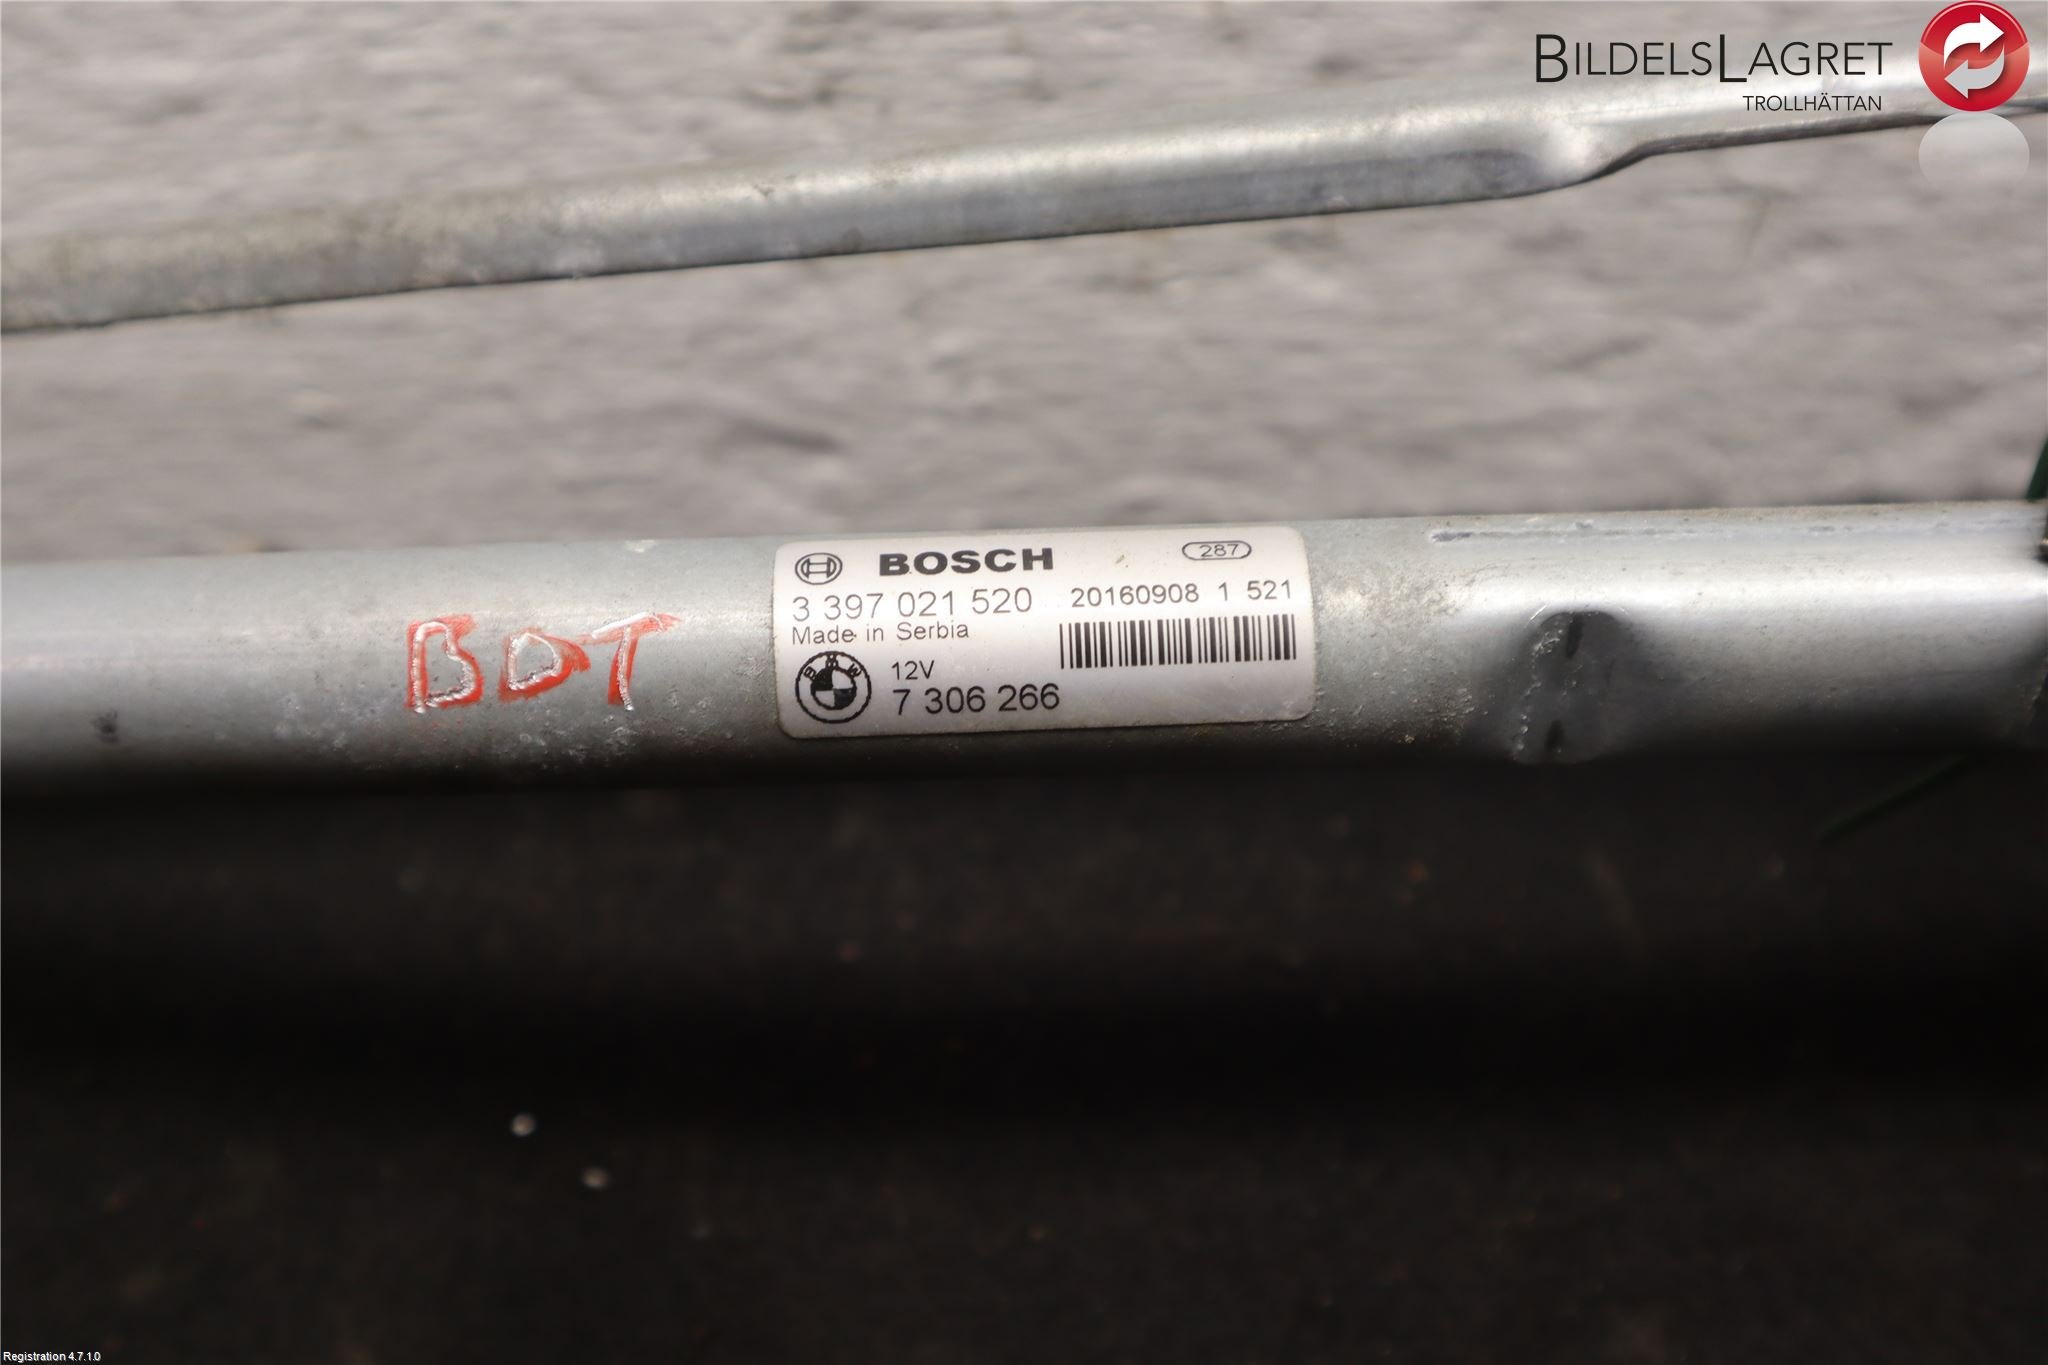 BILDELSLAGRET
TROLLHÄTTAN
BOSCH 287
3 397 021 520 20160908 1 521
Made in Serbia
BMW 12V
7 306 266
BDT
Registration 4.7.1.0